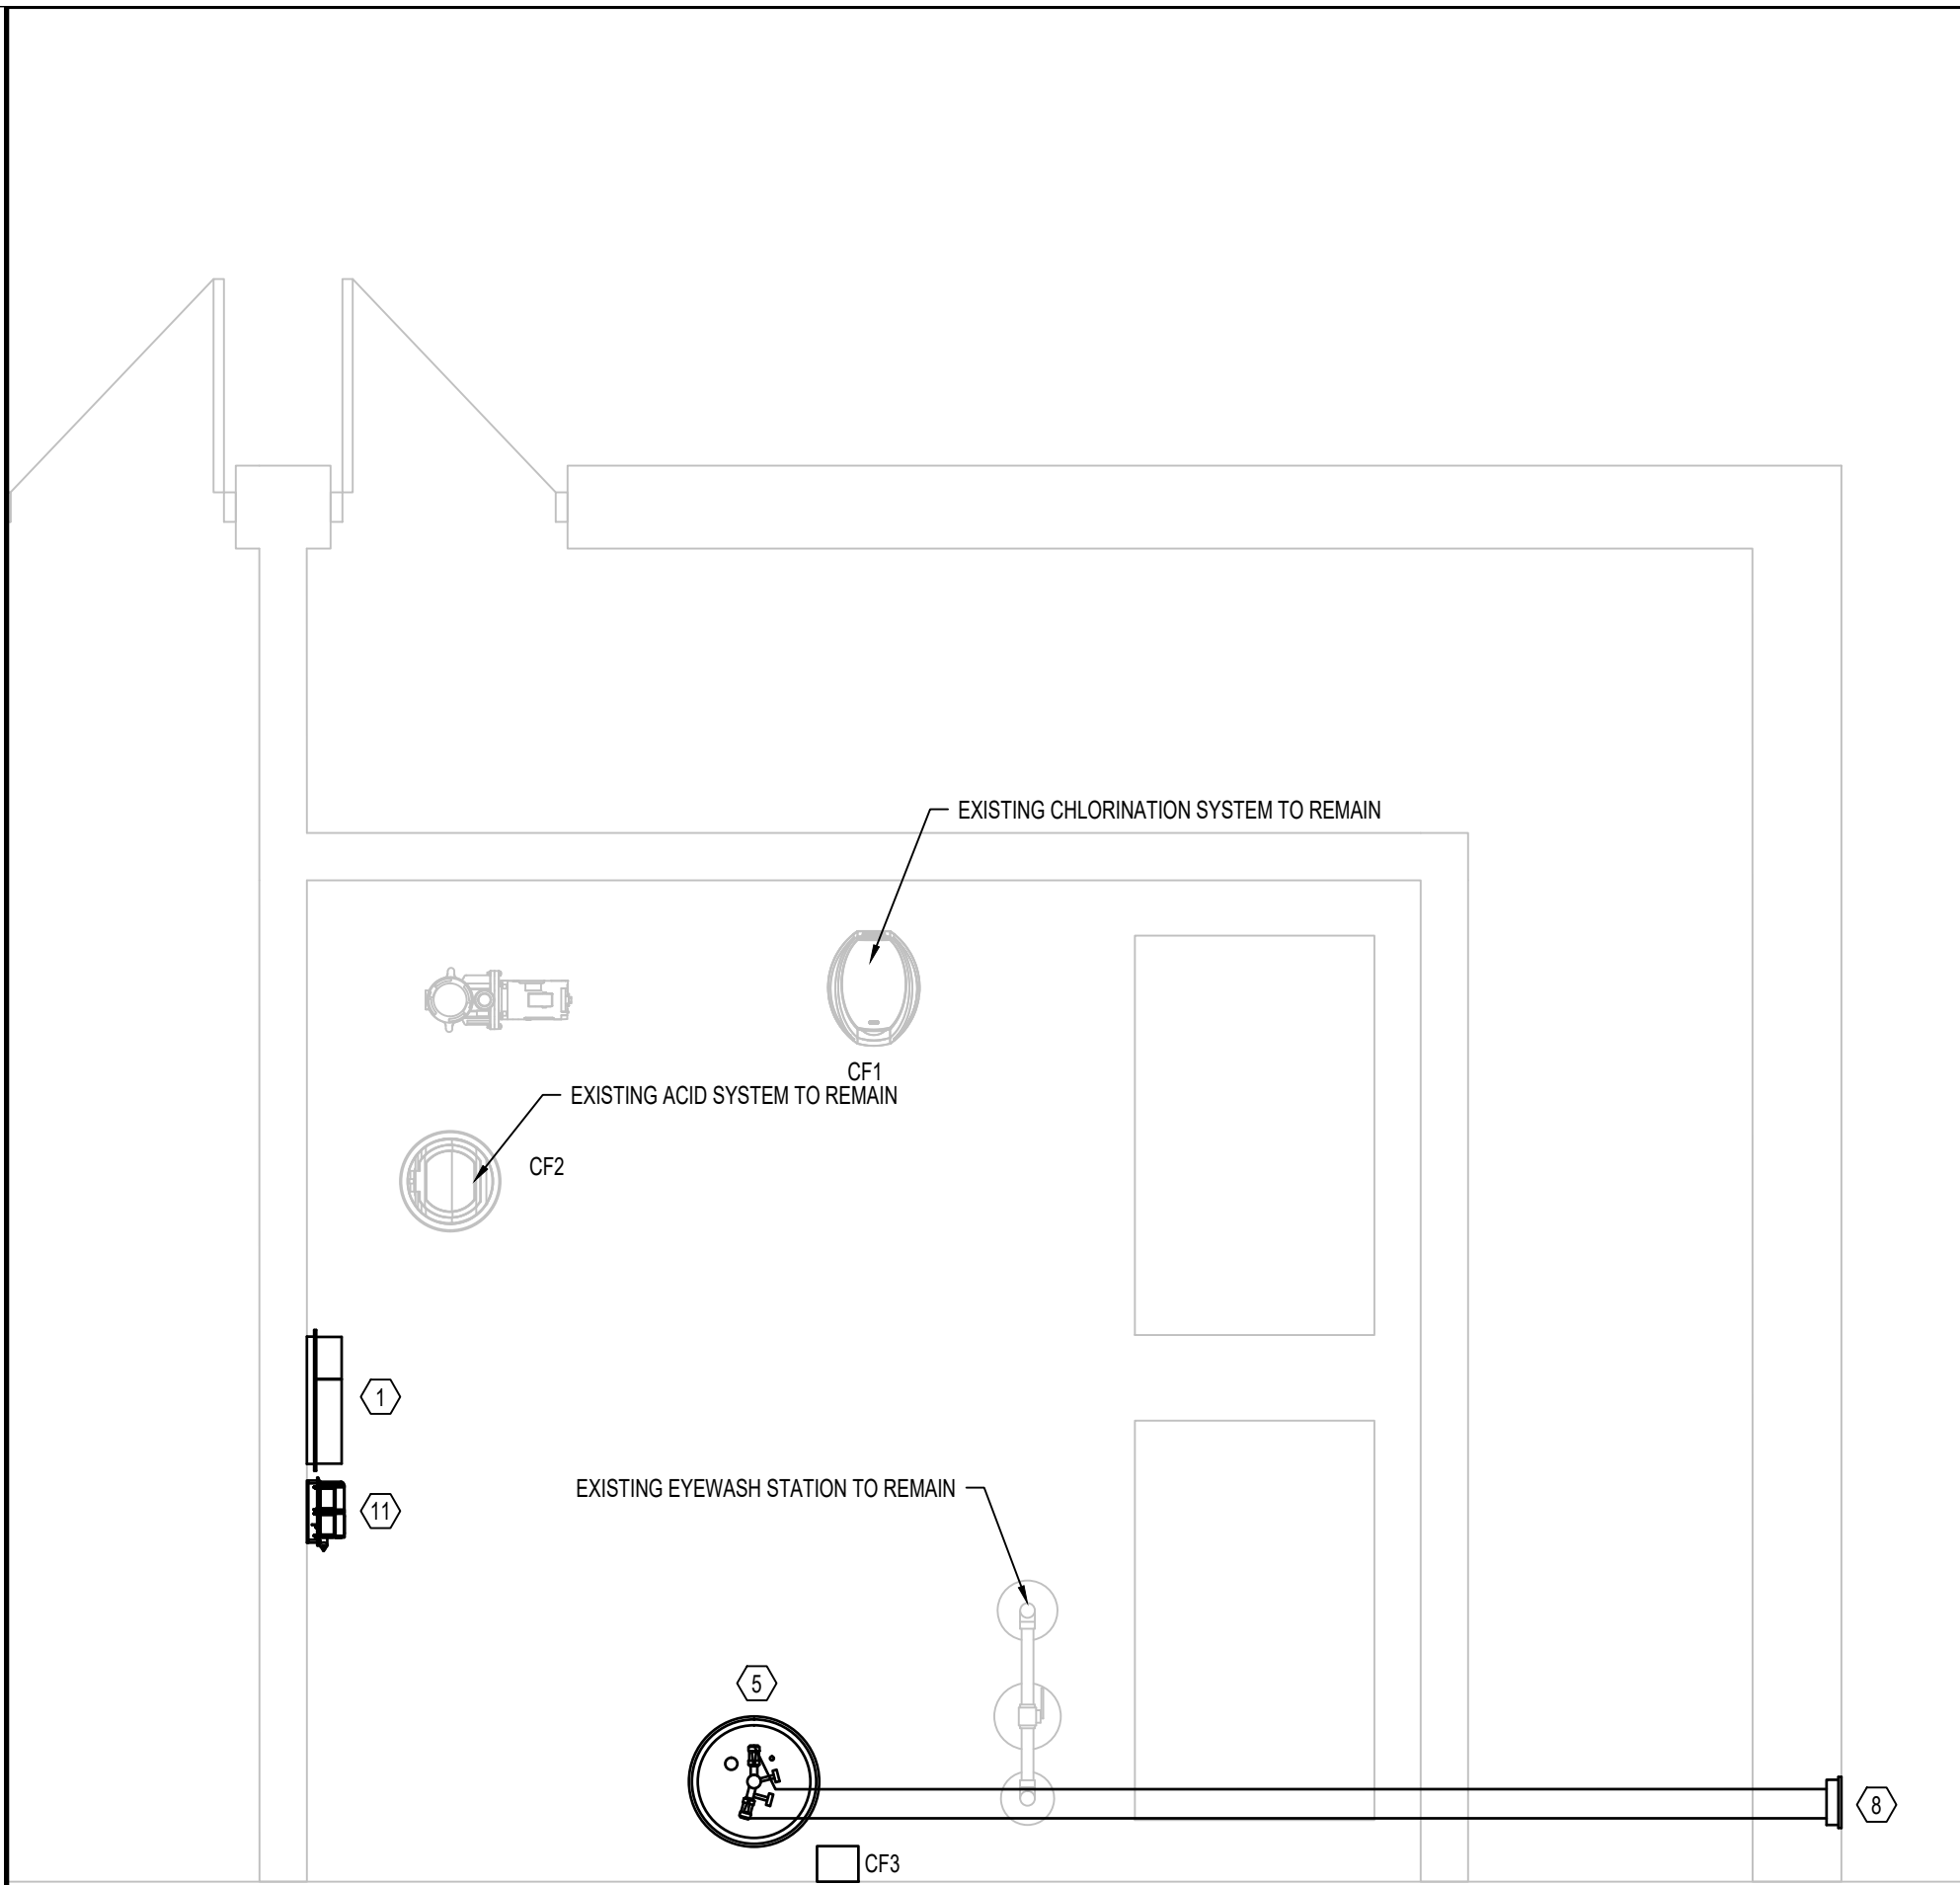 EXISTING CHLORINATION SYSTEM TO REMAIN
CF1
EXISTING ACID SYSTEM TO REMAIN
CF2
1
EXISTING EYEWASH STATION TO REMAIN
11
5
8
CF3